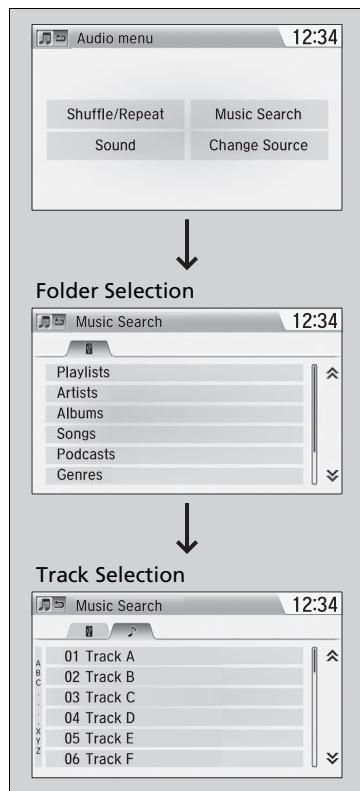 Audio menu 12:34
Shuffle/Repeat Music Search
Sound Change Source
Folder Selection
Music Search 12:34
Playlists
Artists
Albums
Songs
Podcasts
Genres
Track Selection
Music Search 12:34
01 Track A
02 Track B
03 Track C
04 Track D
05 Track E
06 Track F
A
B
C
.
.
.
X
Y
Z